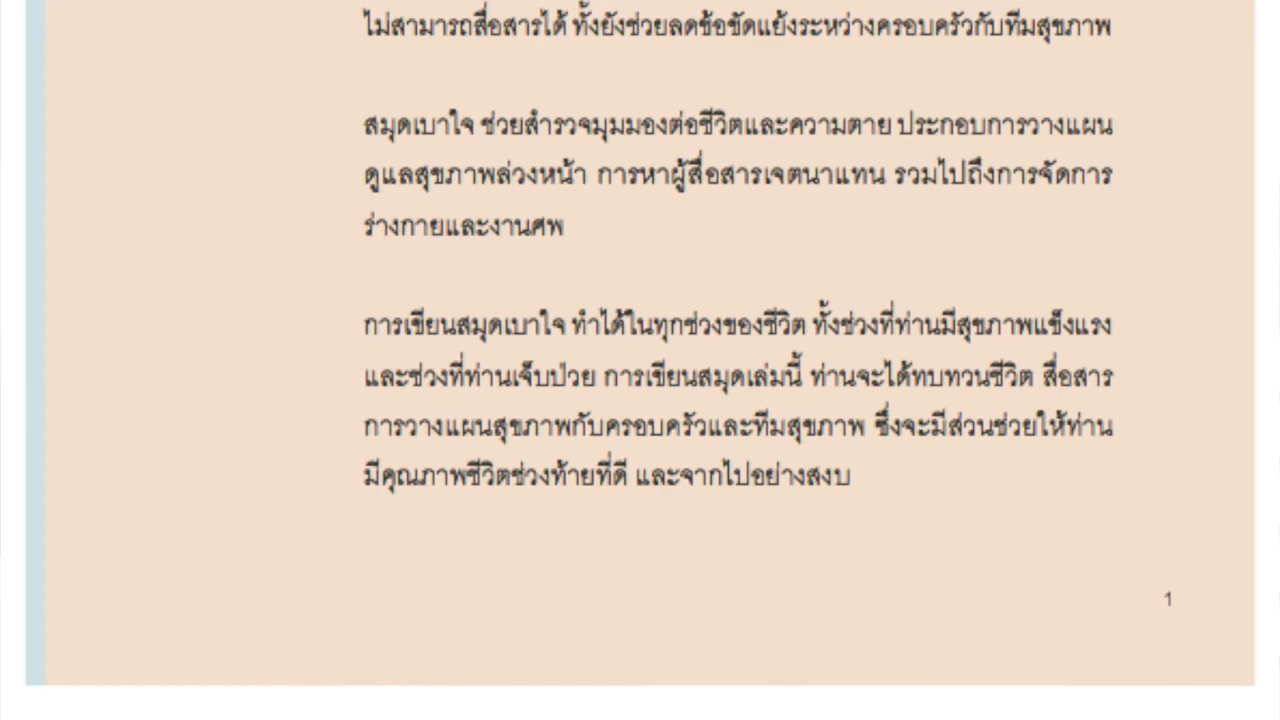 ไม่สามารถสื่อสารได้ ทั้งยังช่วยลดข้อขัดแย้งระหว่างครอบครัวกับทีมสุขภาพ
สมุดเบาใจ ช่วยสำรวจมุมมองต่อชีวิตและความตาย ประกอบการวางแผน
ดูแลสุขภาพล่วงหน้า การหาผู้สื่อสารเจตนาแทน รวมไปถึงการจัดการ
ร่างกายและงานศพ
การเขียนสมุดเบาใจ ทำได้ในทุกช่วงของชีวิต ทั้งช่วงที่ท่านมีสุขภาพแข็งแรง
และช่วงที่ท่านเจ็บป่วย การเขียนสมุดเล่มนี้ ท่านจะได้ทบทวนชีวิต สื่อสาร
การวางแผนสุขภาพกับครอบครัวและทีมสุขภาพ ซึ่งจะมีส่วนช่วยให้ท่าน
มีคุณภาพชีวิตช่วงท้ายที่ดี และจากไปอย่างสงบ
1